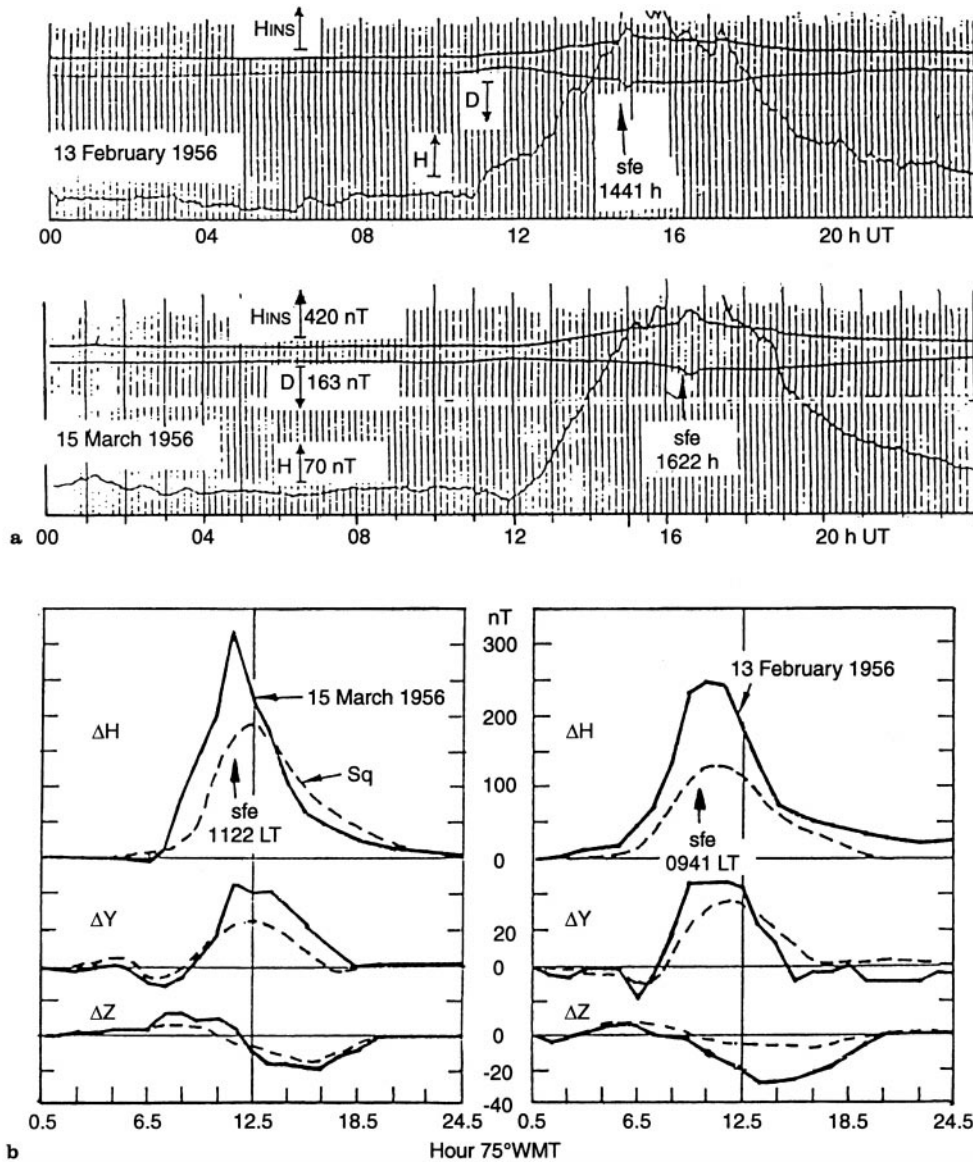 HINS
D
H
13 February 1956
sfe
1441 h
00 04 08 12 16 20 h UT
HINS 420 nT
D 163 nT
15 March 1956
H 70 nT
sfe
1622 h
a 00 04 08 12 16 20 h UT
nT
300
200
100
0
20
0
0
-20
-40
ΔH
15 March 1956
Sq
sfe
1122 LT
ΔY
ΔZ
0.5 6.5 12.5 18.5 24.5
ΔH
13 February 1956
sfe
0941 LT
ΔY
ΔZ
0.5 6.5 12.5 18.5 24.5
b Hour 75°WMT